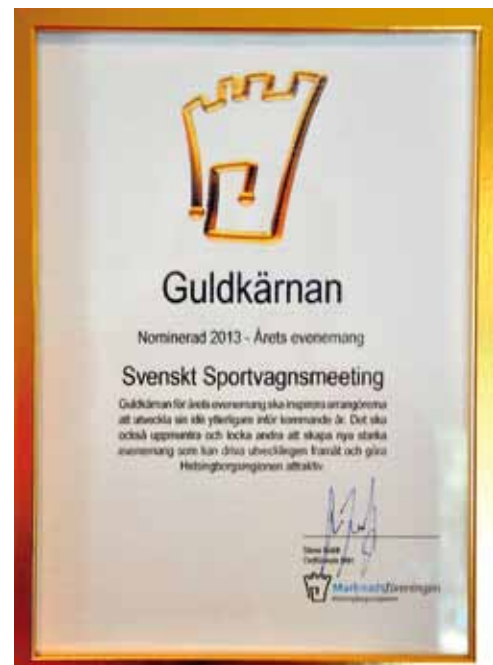 Guldkärnan
Nominerad 2013 - Årets evenemang
Svenskt Sportvagnsmeeting
Guldkärnan för årets evenemang ska inspirera arrangörerna
att utveckla sin idé ytterligare inför kommande år. Det ska
också uppmuntra och locka andra att skapa nya starka
evenemang som kan driva utvecklingen framåt och göra
Helsingborgsregionen attraktiv.
Marknadsföreningen